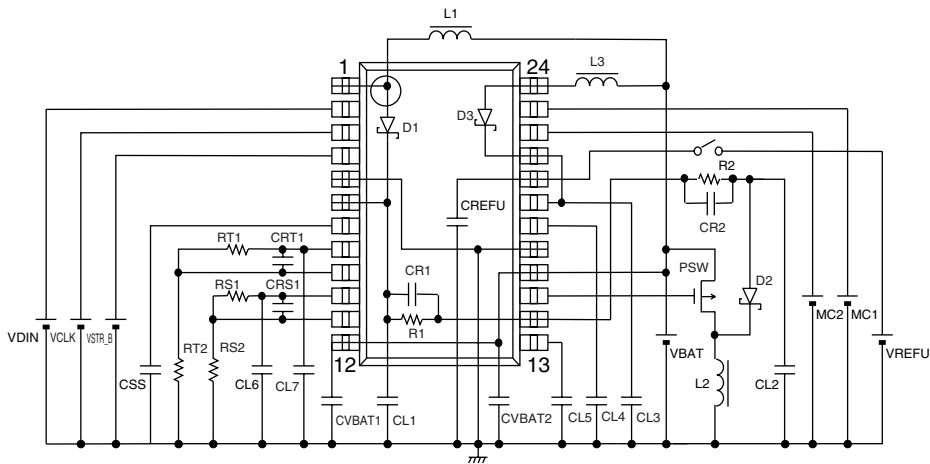 L1
1
24
L3
D1
D3
R2
CREFU
CR2
RT1
CRT1
CR1
PSW
D2
RS1
CRS1
R1
VDIN
VCLK
VSTR_B
MC2
MC1
RT2
RS2
12
13
VBAT
VREFU
CSS
CL6
CL7
L2
CL2
CVBAT1
CL1
CVBAT2
CL5
CL4
CL3